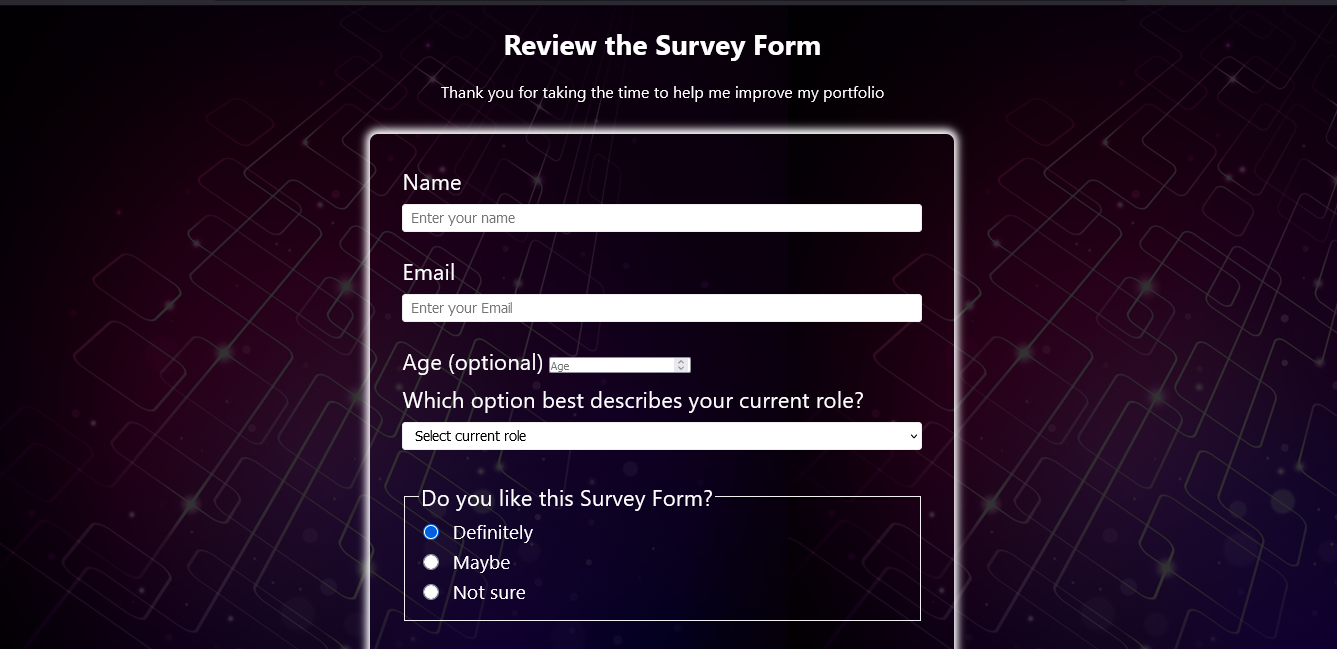 Review the Survey Form
Thank you for taking the time to help me improve my portfolio
Name
Enter your name
Email
Enter your Email
Age (optional) Age
Which option best describes your current role?
Select current role
Do you like this Survey Form?
Definitely
Maybe
Not sure